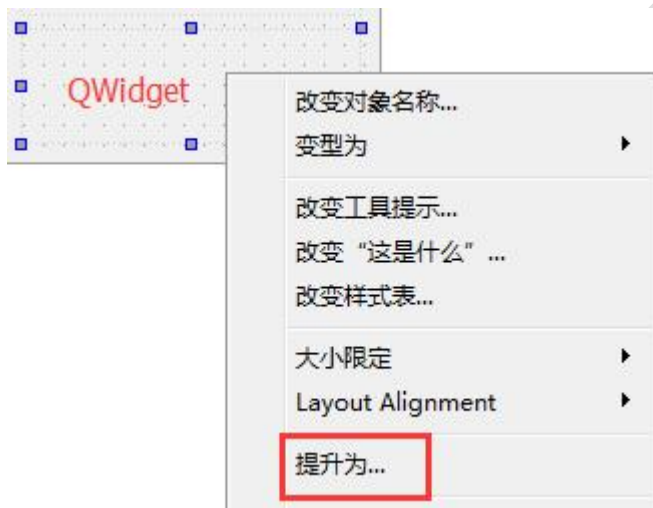 QWidget
改变对象名称...
变型为
改变工具提示...
改变“这是什么”...
改变样式表...
大小限定
Layout Alignment
提升为...